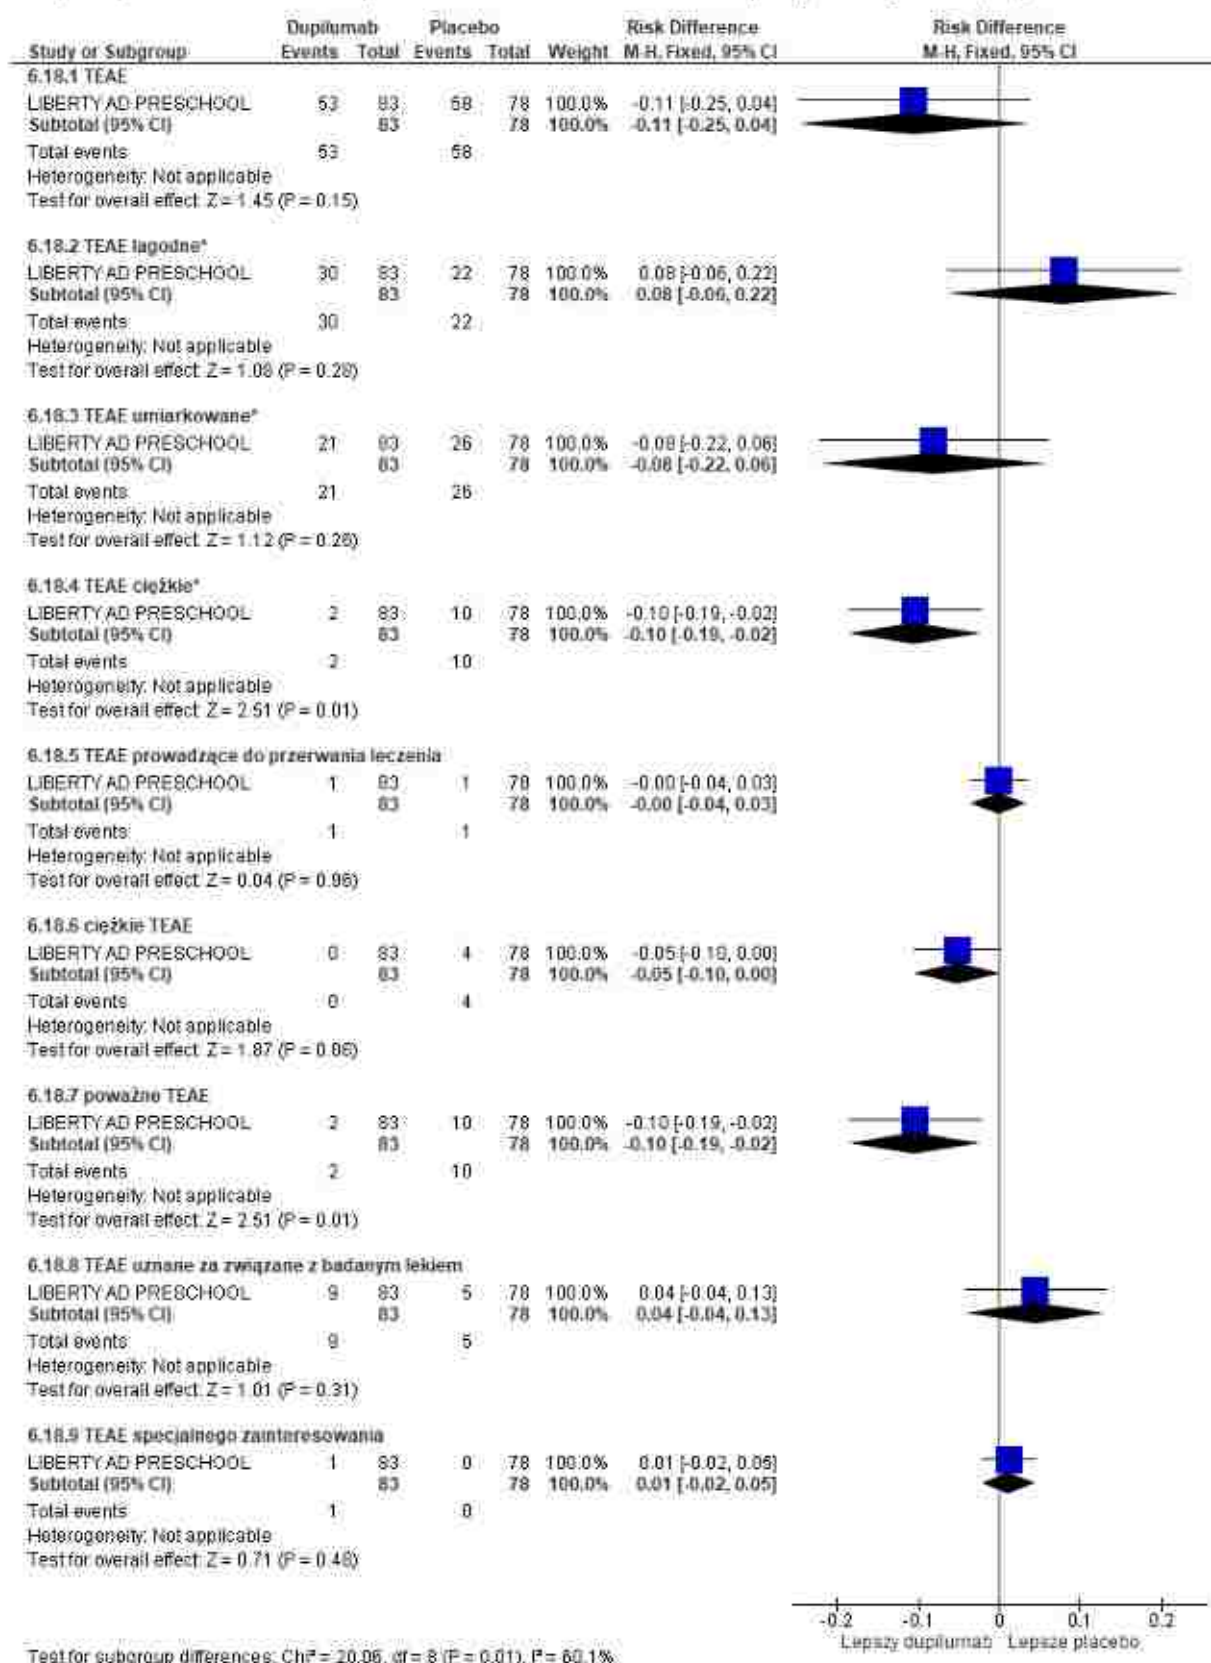 Dupilumab Placebo Risk Difference Risk Difference
Study or Subgroup Events Total Events Total Weight M-H, Fixed, 95% CI M-H, Fixed, 95% CI
6.18.1 TEAE
LIBERTY AD PRESCHOOL 53 83 58 78 100.0% -0.11 [-0.25, 0.04]
Subtotal (95% CI) 83 78 100.0% -0.11 [-0.25, 0.04]
Total events 53 58
Heterogeneity: Not applicable
Test for overall effect: Z = 1.45 (P = 0.15)
6.18.2 TEAE łagodne*
LIBERTY AD PRESCHOOL 30 83 22 78 100.0% 0.08 [-0.06, 0.22]
Subtotal (95% CI) 83 78 100.0% 0.08 [-0.06, 0.22]
Total events 30 22
Heterogeneity: Not applicable
Test for overall effect: Z = 1.08 (P = 0.28)
6.18.3 TEAE umiarkowane*
LIBERTY AD PRESCHOOL 21 83 26 78 100.0% -0.08 [-0.22, 0.06]
Subtotal (95% CI) 83 78 100.0% -0.08 [-0.22, 0.06]
Total events 21 26
Heterogeneity: Not applicable
Test for overall effect: Z = 1.12 (P = 0.26)
6.18.4 TEAE ciężkie*
LIBERTY AD PRESCHOOL 2 83 10 78 100.0% -0.10 [-0.19, -0.02]
Subtotal (95% CI) 83 78 100.0% -0.10 [-0.19, -0.02]
Total events 2 10
Heterogeneity: Not applicable
Test for overall effect: Z = 2.51 (P = 0.01)
6.18.5 TEAE prowadzące do przerwania leczenia
LIBERTY AD PRESCHOOL 1 83 1 78 100.0% -0.00 [-0.04, 0.03]
Subtotal (95% CI) 83 78 100.0% -0.00 [-0.04, 0.03]
Total events 1 1
Heterogeneity: Not applicable
Test for overall effect: Z = 0.04 (P = 0.96)
6.18.6 ciężkie TEAE
LIBERTY AD PRESCHOOL 0 83 4 78 100.0% -0.05 [-0.10, 0.00]
Subtotal (95% CI) 83 78 100.0% -0.05 [-0.10, 0.00]
Total events 0 4
Heterogeneity: Not applicable
Test for overall effect: Z = 1.87 (P = 0.06)
6.18.7 poważne TEAE
LIBERTY AD PRESCHOOL 2 83 10 78 100.0% -0.10 [-0.19, -0.02]
Subtotal (95% CI) 83 78 100.0% -0.10 [-0.19, -0.02]
Total events 2 10
Heterogeneity: Not applicable
Test for overall effect: Z = 2.51 (P = 0.01)
6.18.8 TEAE uznane za związane z badanym lekiem
LIBERTY AD PRESCHOOL 9 83 5 78 100.0% 0.04 [-0.04, 0.13]
Subtotal (95% CI) 83 78 100.0% 0.04 [-0.04, 0.13]
Total events 9 5
Heterogeneity: Not applicable
Test for overall effect: Z = 1.01 (P = 0.31)
6.18.9 TEAE specjalnego zainteresowania
LIBERTY AD PRESCHOOL 1 83 0 78 100.0% 0.01 [-0.02, 0.05]
Subtotal (95% CI) 83 78 100.0% 0.01 [-0.02, 0.05]
Total events 1 0
Heterogeneity: Not applicable
Test for overall effect: Z = 0.71 (P = 0.48)
-0.2 -0.1 0 0.1 0.2
Lepszy dupilumab Lepsze placebo
Test for subgroup differences: Chi² = 20.06, df = 8 (P = 0.01), I² = 60.1%